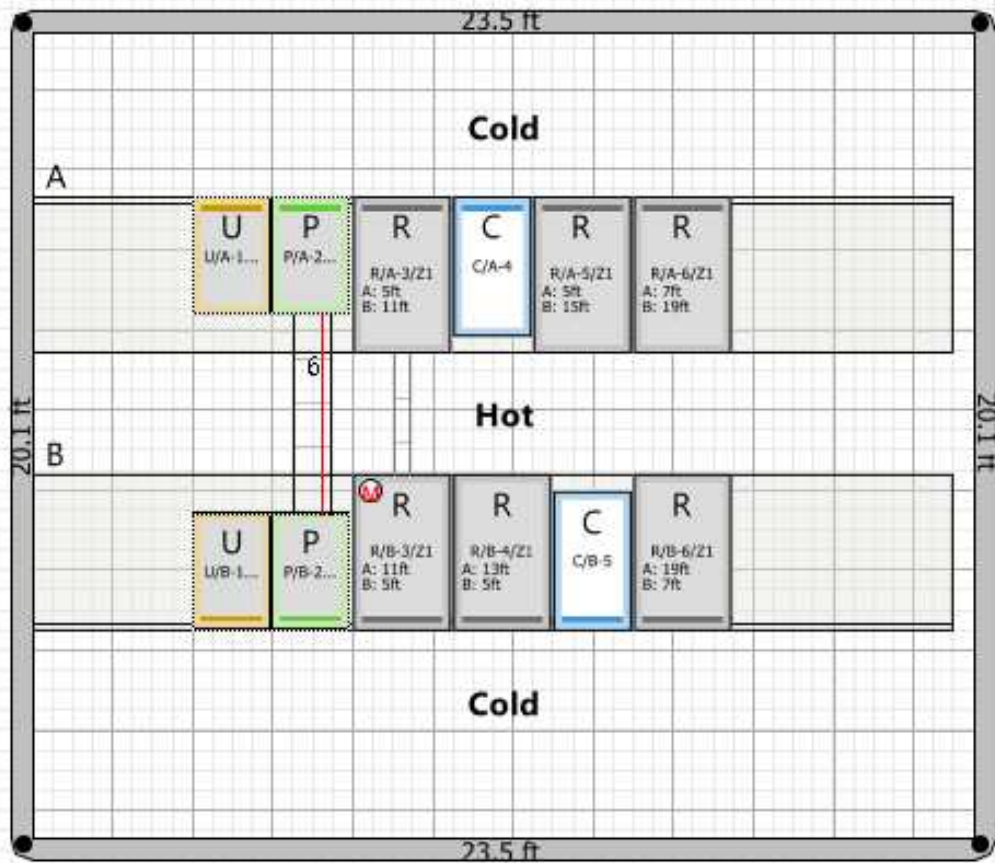 23.5 ft
Cold
A
U
U/A-1...
P
P/A-2...
R
R/A-3/Z1
A: 5ft
B: 11ft
C
C/A-4
R
R/A-5/Z1
A: 5ft
B: 15ft
R
R/A-6/Z1
A: 7ft
B: 19ft
6
Hot
20.1 ft
20.1 ft
B
U
U/B-1...
P
P/B-2...
M
R
R/B-3/Z1
A: 11ft
B: 5ft
R
R/B-4/Z1
A: 13ft
B: 5ft
C
C/B-5
R
R/B-6/Z1
A: 19ft
B: 7ft
Cold
23.5 ft